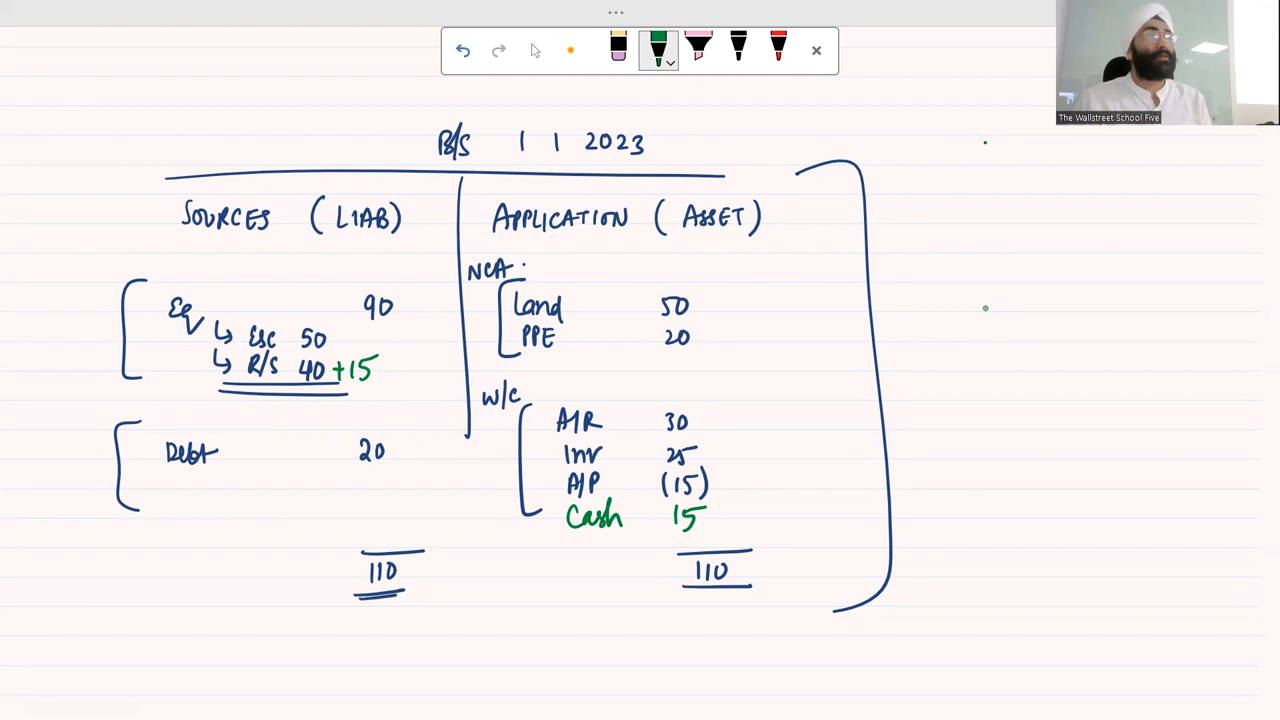 The Wallstreet School Five
B/S 1 1 2023
SOURCES (LIAB)
APPLICATION (ASSET)
NCA.
Eq 90
↳ Esc 50
↳ R/S 40 +15
Land 50
PPE 20
W/C
Debt 20
A/R 30
Inv 25
A/P (15)
Cash 15
110
110